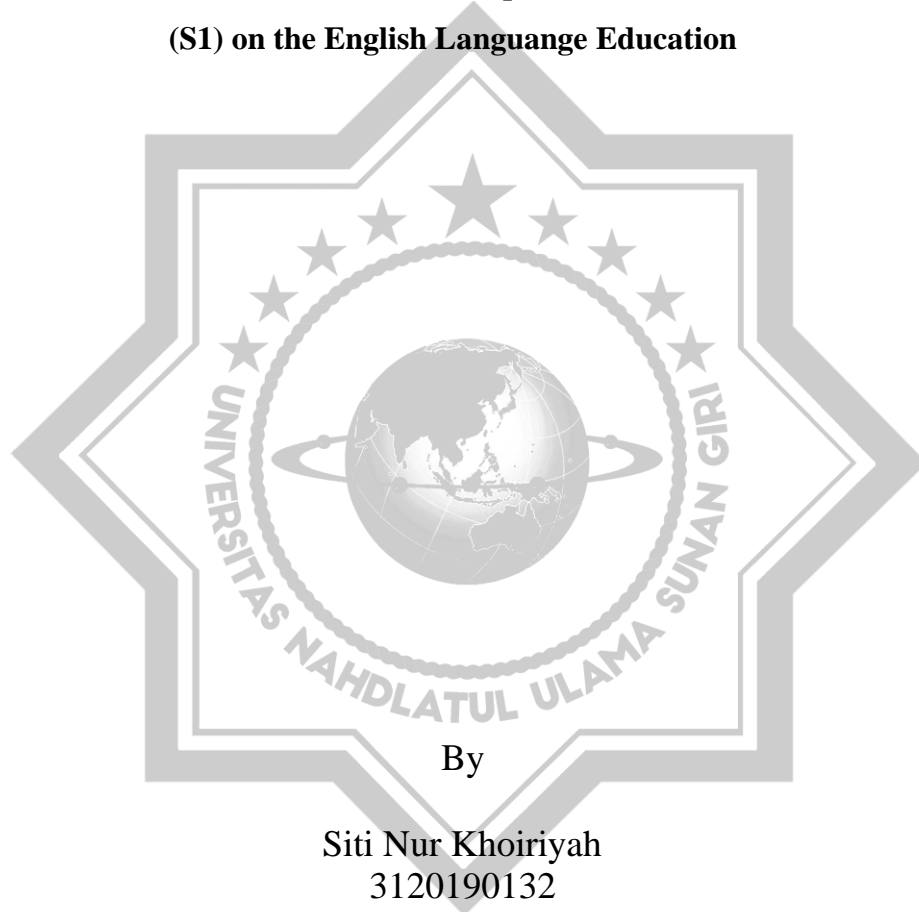 (S1) on the English Languange Education
UNIVERSITAS NAHDLATUL ULAMA SUNAN GIRI
By
Siti Nur Khoiriyah
3120190132